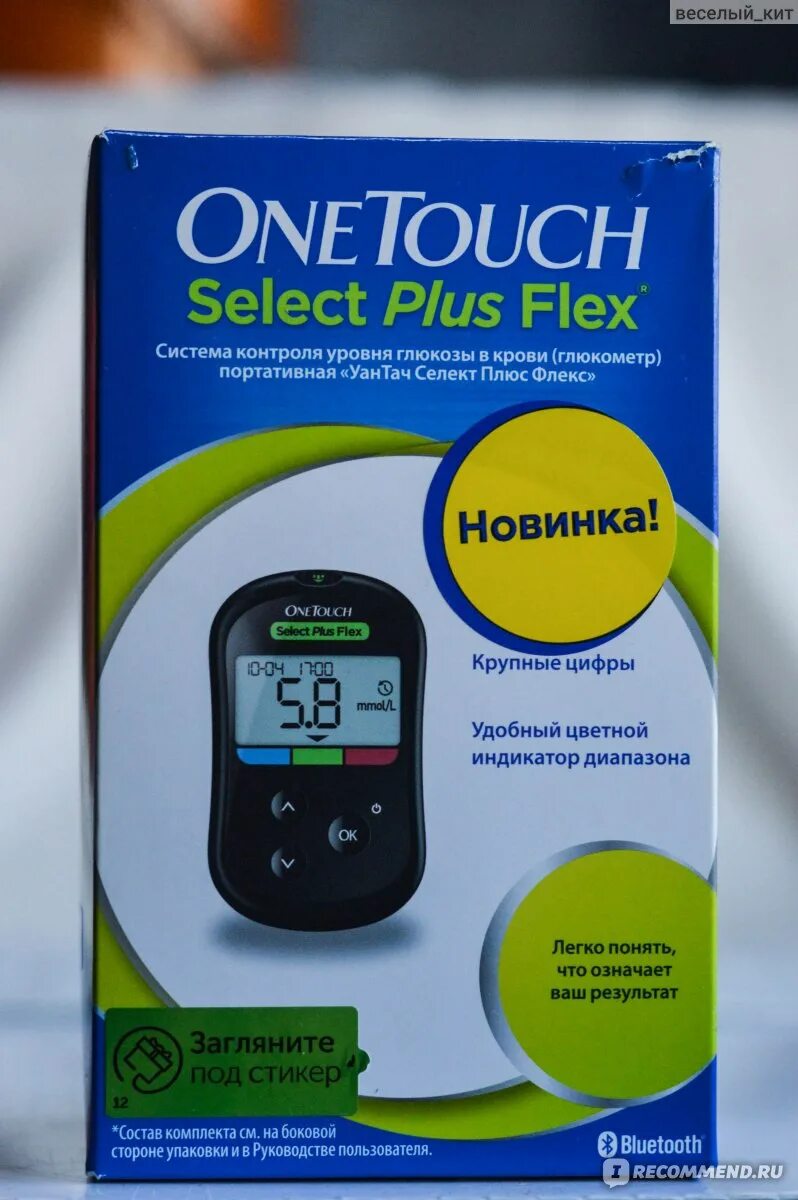 веселый_кит
ONETOUCH
Select Plus Flex®
Система контроля уровня глюкозы в крови (глюкометр)
портативная «УанТач Селект Плюс Флекс»
Новинка!
ONETOUCH
Select Plus Flex
10-04 17:00
5.8
mmol/L
OK
Крупные цифры
Удобный цветной
индикатор диапазона
Легко понять,
что означает
ваш результат
Загляните
под стикер
12
*Состав комплекта см. на боковой
стороне упаковки и в Руководстве пользователя.
Bluetooth®
I RECOMMEND.RU